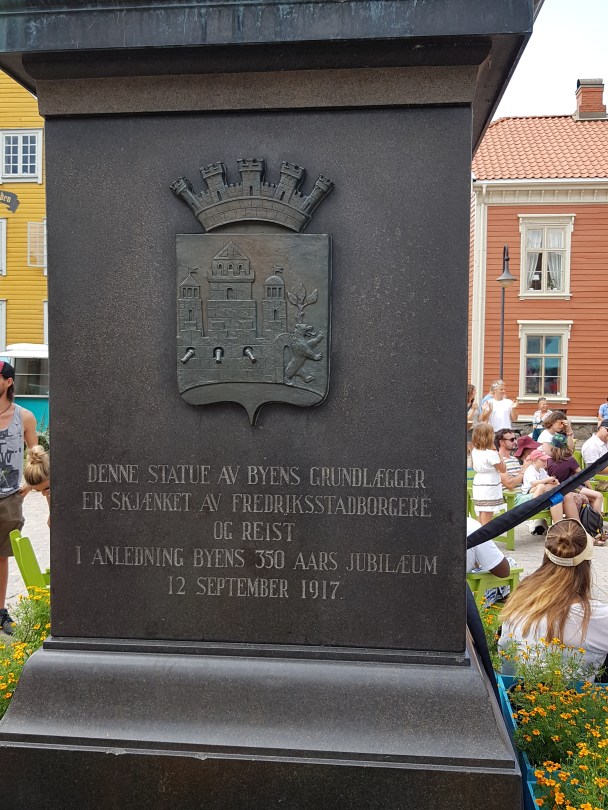 DENNE STATUE AV BYENS GRUNDLÆGGER
ER SKJÆNKET AV FREDRIKSSTADBORGERE
OG REIST
I ANLEDNING BYENS 350 AARS JUBILÆUM
12 SEPTEMBER 1917.